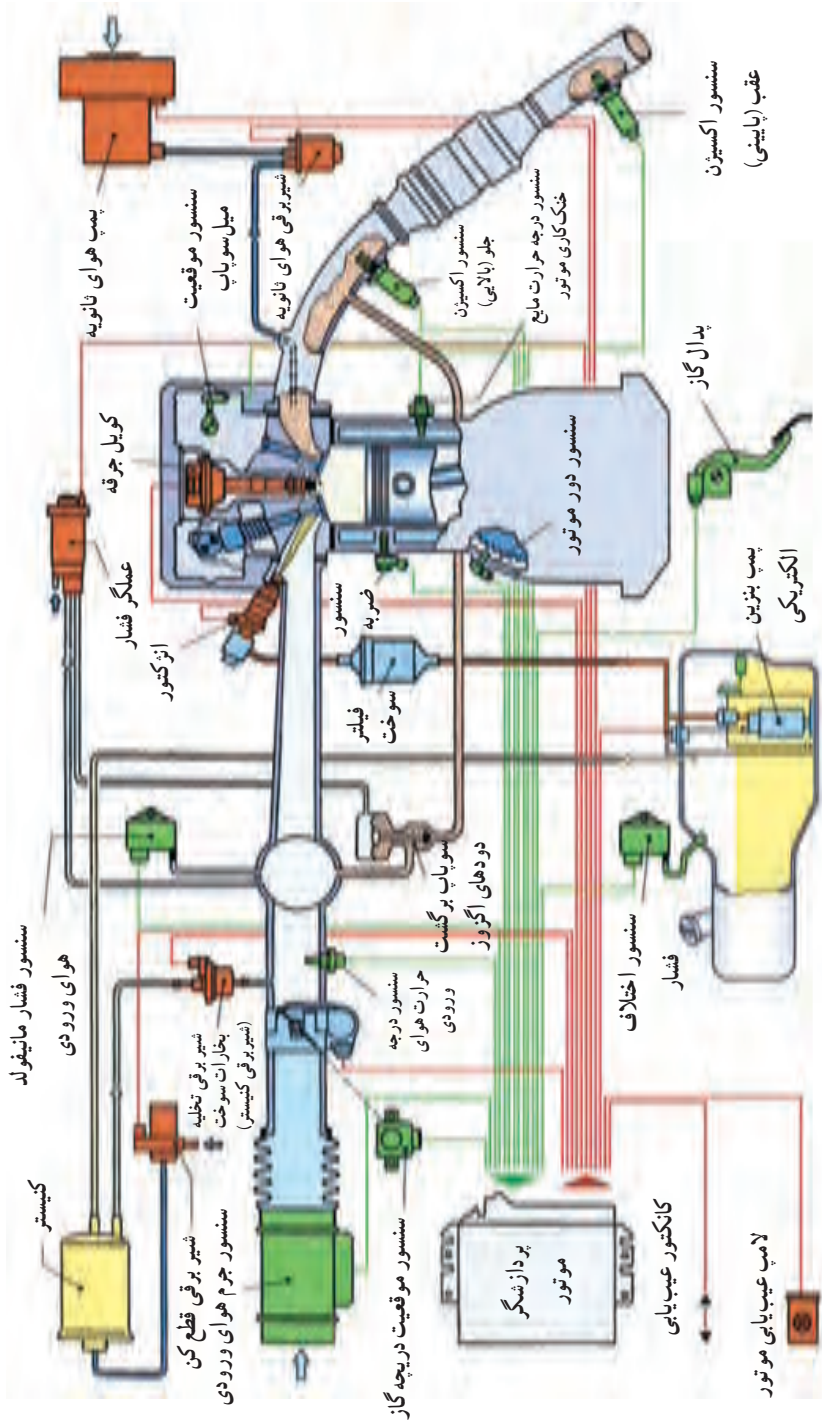 کنیستر
شیر برقی قطع کن
سنسور جرم هوای ورودی
سنسور موقعیت دریچه گاز
پردازشگر
موتور
کانکتور عیب‌یابی
لامپ عیب‌یابی موتور
سنسور فشار مانیفولد
هوای ورودی
شیر برقی تخلیه
بخارات سوخت
(شیر برقی کنیستر)
سنسور درجه
حرارت هوای
ورودی
سوپاپ برگشت
دودهای اگزوز
سنسور اختلاف
فشار
عملگر فشار
انژکتور
فیلتر
سوخت
سنسور
ضربه
کویل جرقه
سنسور دور موتور
پمپ بنزین
الکتریکی
پدال گاز
پمپ هوای ثانویه
سنسور موقعیت
میل سوپاپ
شیر برقی هوای ثانویه
سنسور اکسیژن
جلو (بالایی)
سنسور درجه حرارت مایع
خنک‌کاری موتور
سنسور اکسیژن
عقب (پایینی)